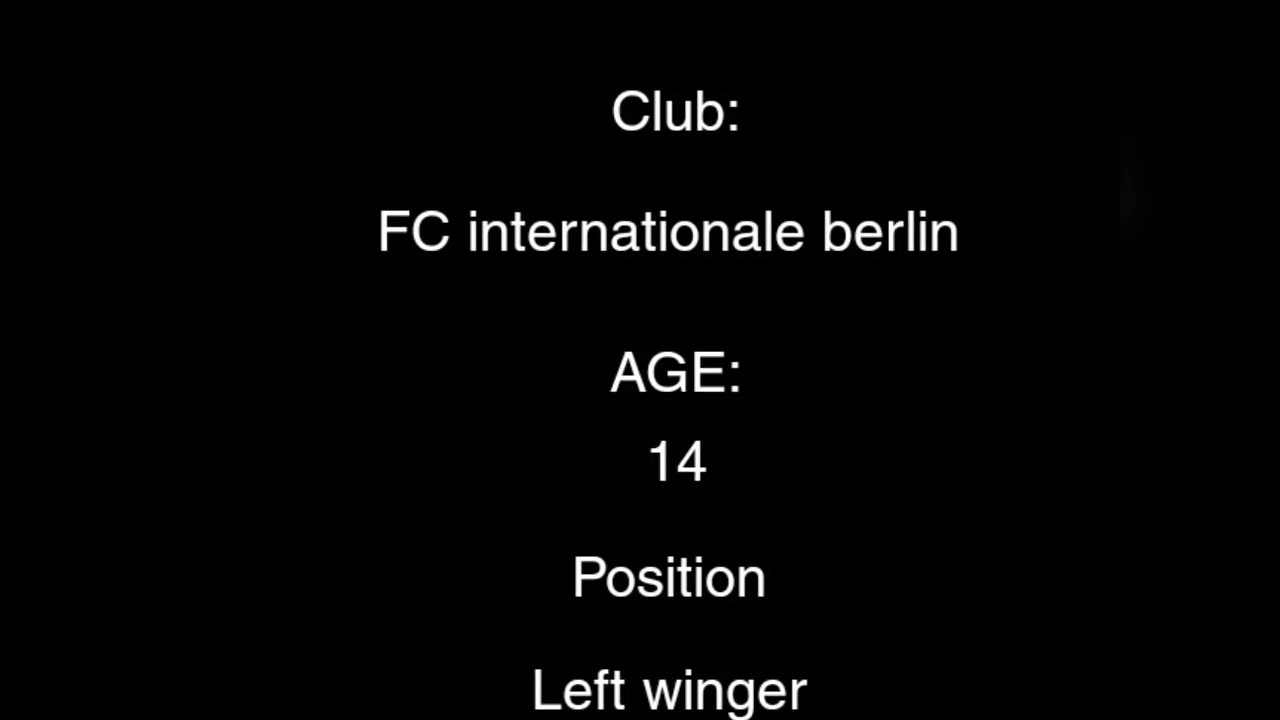 Club:
FC internationale berlin
AGE:
14
Position
Left winger